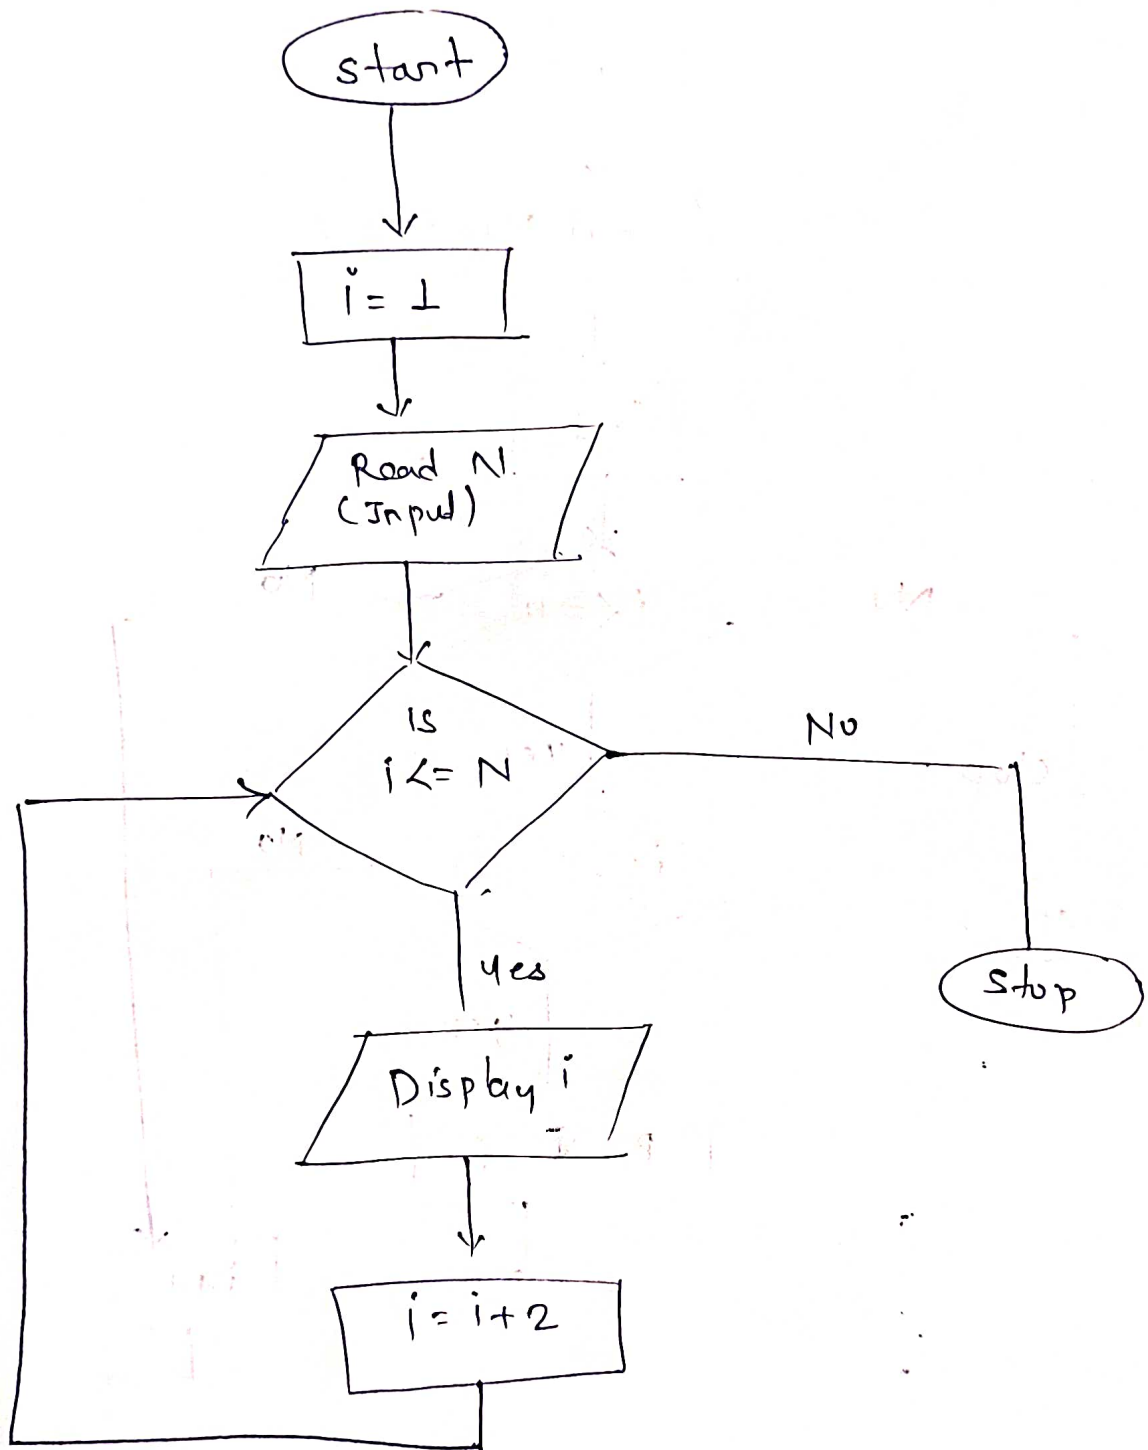 start
i = 1
Read N.
(Input)
is
i <= N
No
yes
Stop
Display i
i = i+2